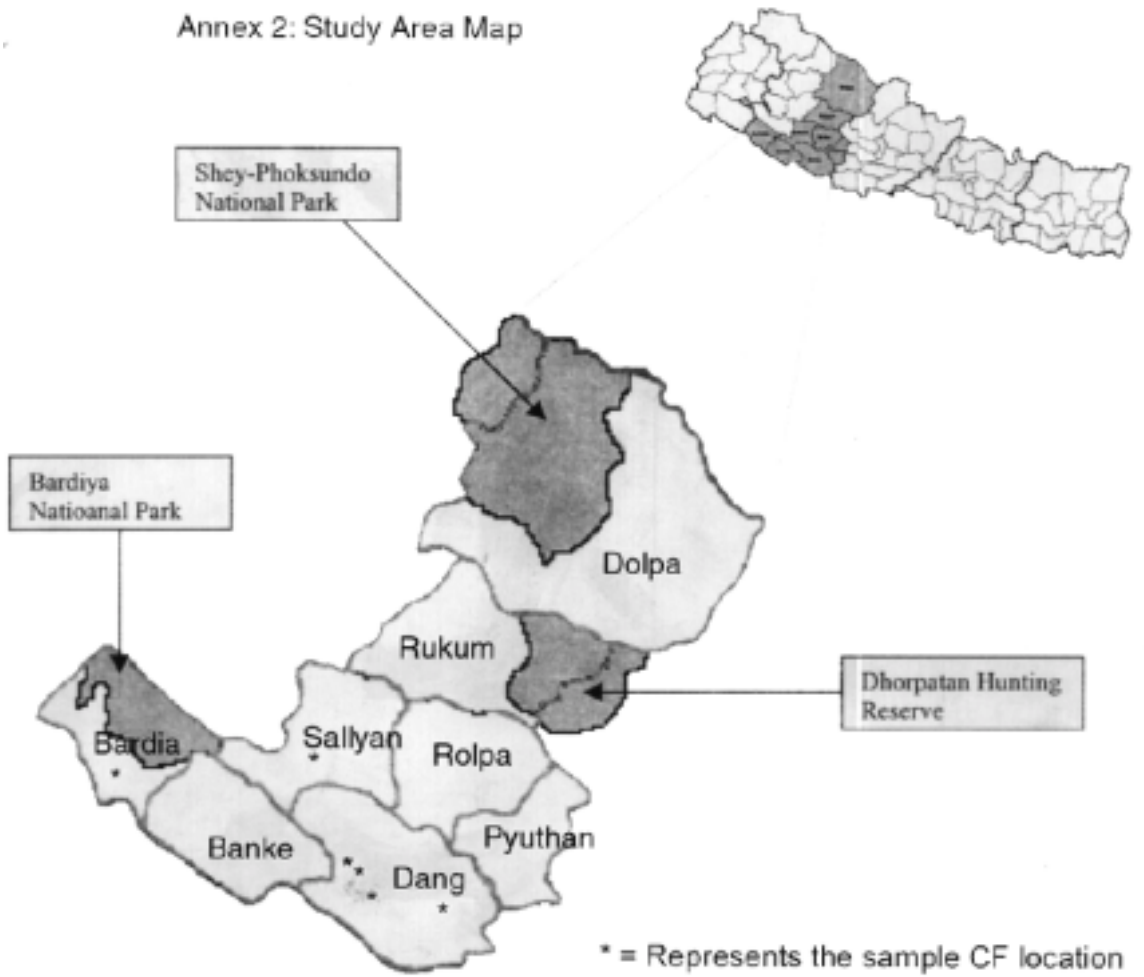 Annex 2: Study Area Map
Shey-Phoksundo
National Park
Bardiya
Natioanal Park
Dolpa
Rukum
Dhorpatan Hunting
Reserve
Sallyan
Bardia
Rolpa
Pyuthan
Banke
Dang
* = Represents the sample CF location